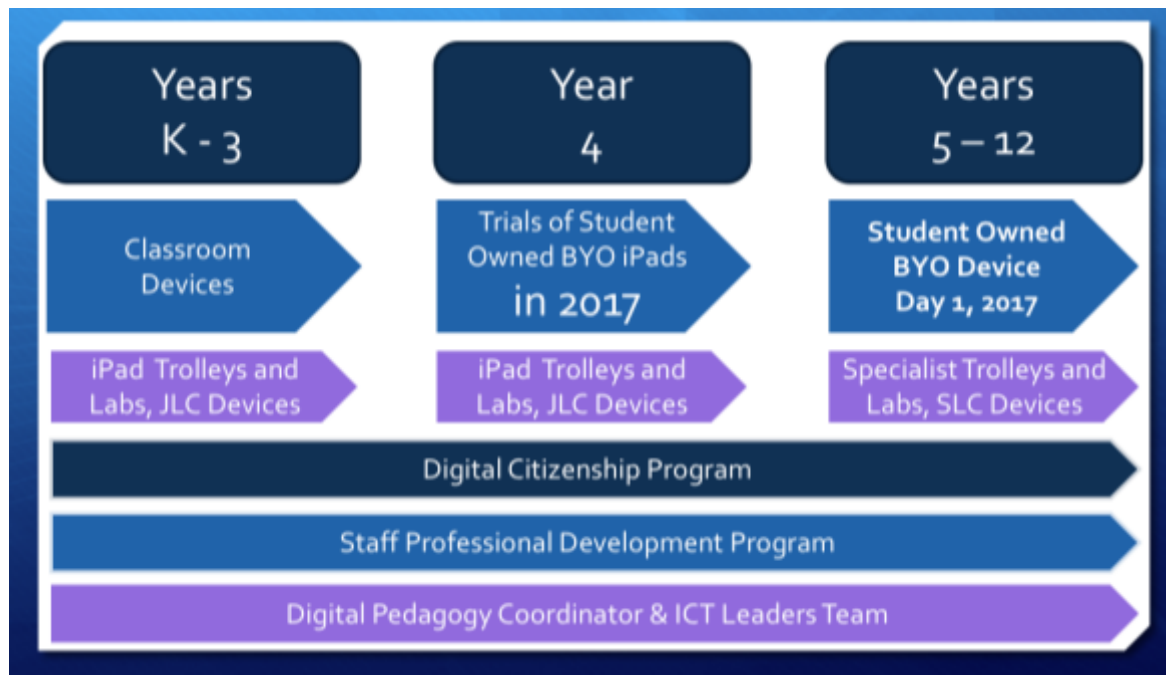 Years
K - 3
Year
4
Years
5 – 12
Classroom
Devices
Trials of Student
Owned BYO iPads
in 2017
Student Owned
BYO Device
Day 1, 2017
iPad Trolleys and
Labs, JLC Devices
iPad Trolleys and
Labs, JLC Devices
Specialist Trolleys and
Labs, SLC Devices
Digital Citizenship Program
Staff Professional Development Program
Digital Pedagogy Coordinator & ICT Leaders Team